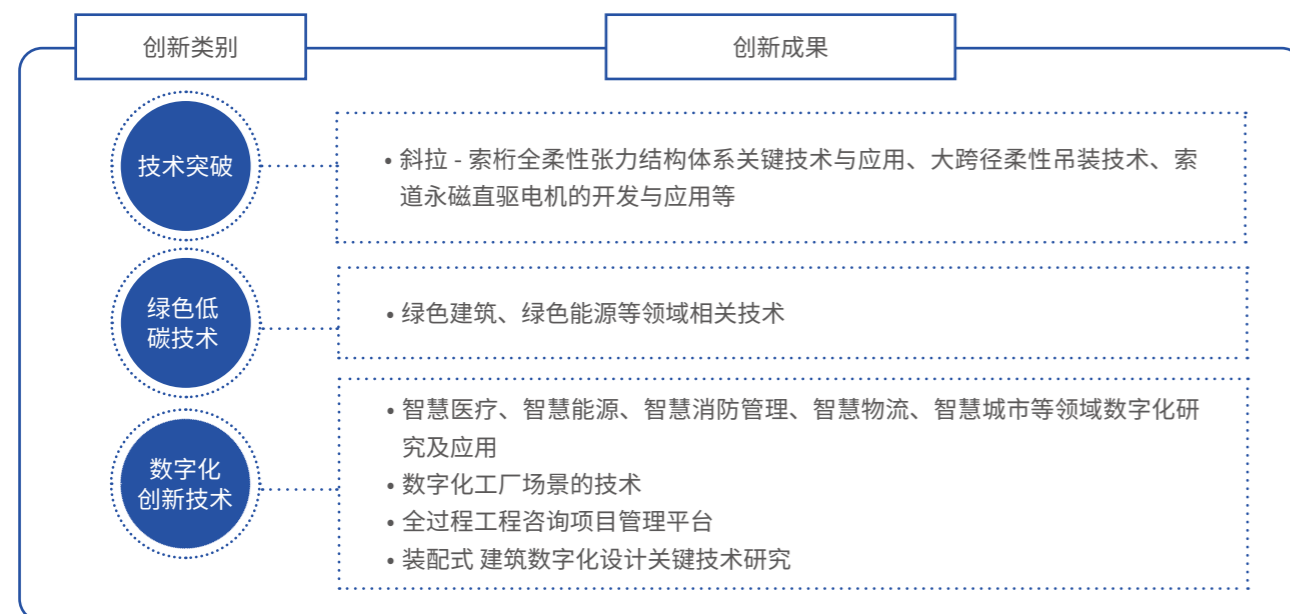 创新类别
创新成果
技术突破
• 斜拉 - 索桁全柔性张力结构体系关键技术与应用、大跨径柔性吊装技术、索
道永磁直驱电机的开发与应用等
绿色低
碳技术
• 绿色建筑、绿色能源等领域相关技术
数字化
创新技术
• 智慧医疗、智慧能源、智慧消防管理、智慧物流、智慧城市等领域数字化研
究及应用
• 数字化工厂场景的技术
• 全过程工程咨询项目管理平台
• 装配式 建筑数字化设计关键技术研究